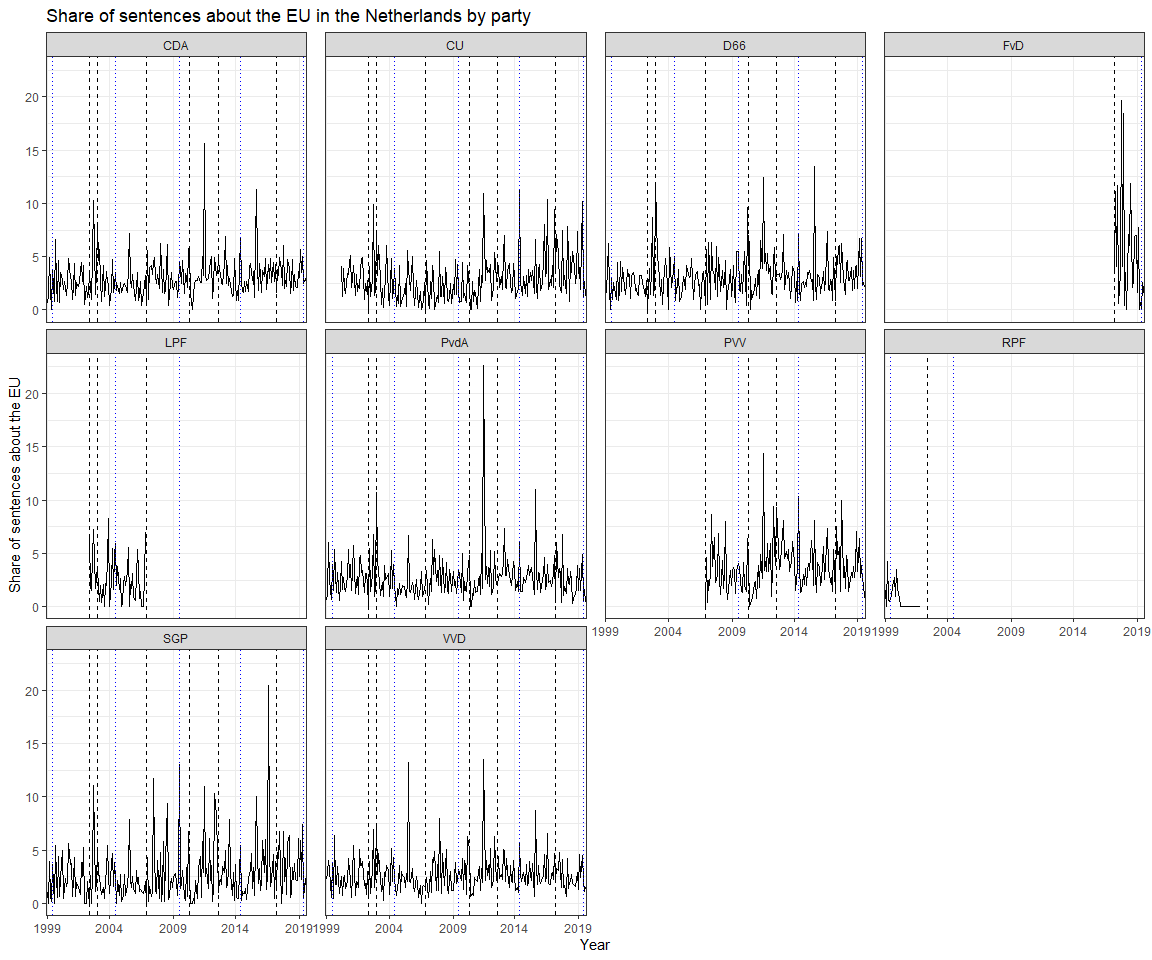 Share of sentences about the EU in the Netherlands by party
CDA CU D66 FvD
20
15
10
5
0
LPF PvdA PVV RPF
20
15
10
5
0
1999 2004 2009 2014 2019 1999 2004 2009 2014 2019
SGP VVD
20
15
10
5
0
1999 2004 2009 2014 2019 1999 2004 2009 2014 2019
Year
Share of sentences about the EU